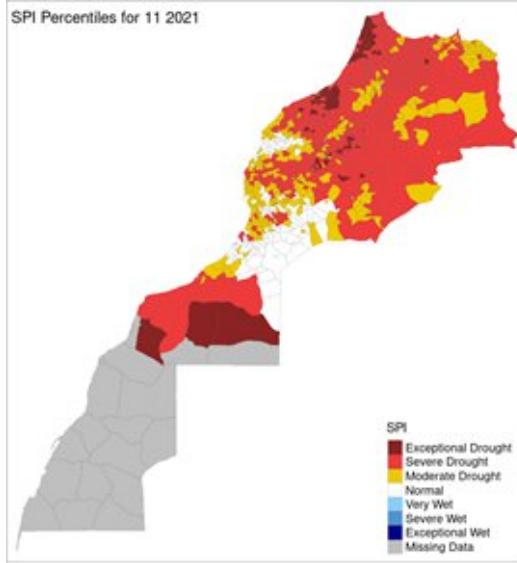 SPI Percentiles for 11 2021
SPI
Exceptional Drought
Severe Drought
Moderate Drought
Normal
Very Wet
Severe Wet
Exceptional Wet
Missing Data